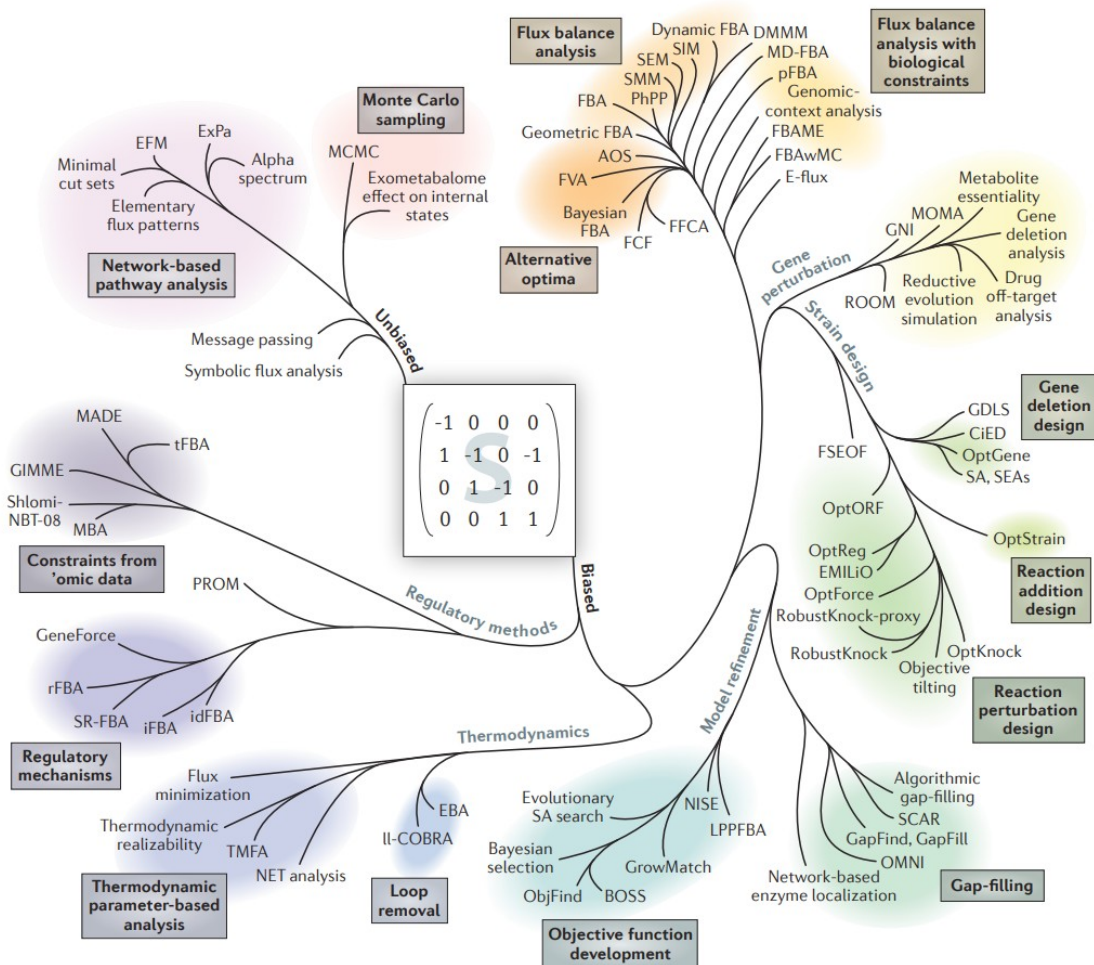 Flux balance
analysis
Dynamic FBA
SIM
SEM
SMM
PhPP
FBA
Geometric FBA
AOS
FVA
Bayesian
FBA
FCF
FFCA
Alternative
optima
DMMM
MD-FBA
pFBA
Genomic-
context analysis
FBAME
FBAwMC
E-flux
Flux balance
analysis with
biological
constraints
Monte Carlo
sampling
MCMC
Exometabalome
effect on internal
states
ExPa
EFM
Minimal
cut sets
Alpha
spectrum
Elementary
flux patterns
Network-based
pathway analysis
Message passing
Symbolic flux analysis
Unbiased
Gene
perturbation
GNI
MOMA
Metabolite
essentiality
Gene
deletion
analysis
ROOM
Reductive
evolution
simulation
Drug
off-target
analysis
Strain design
Gene
deletion
design
GDLS
CiED
OptGene
SA, SEAs
FSEOF
OptORF
OptStrain
Reaction
addition
design
OptReg
EMILiO
OptForce
RobustKnock-proxy
RobustKnock
Objective
tilting
OptKnock
Reaction
perturbation
design
S
-1 0 0 0
1 -1 0 -1
0 1 -1 0
0 0 1 1
MADE
tFBA
GIMME
Shlomi-
NBT-08
MBA
Constraints from
'omic data
Biased
Regulatory methods
PROM
GeneForce
rFBA
SR-FBA
iFBA
idFBA
Regulatory
mechanisms
Thermodynamics
Flux
minimization
Thermodynamic
realizability
TMFA
NET analysis
Thermodynamic
parameter-based
analysis
EBA
ll-COBRA
Loop
removal
Model refinement
Evolutionary
SA search
Bayesian
selection
ObjFind
BOSS
GrowMatch
NISE
LPPFBA
Objective function
development
Algorithmic
gap-filling
SCAR
GapFind, GapFill
OMNI
Network-based
enzyme localization
Gap-filling